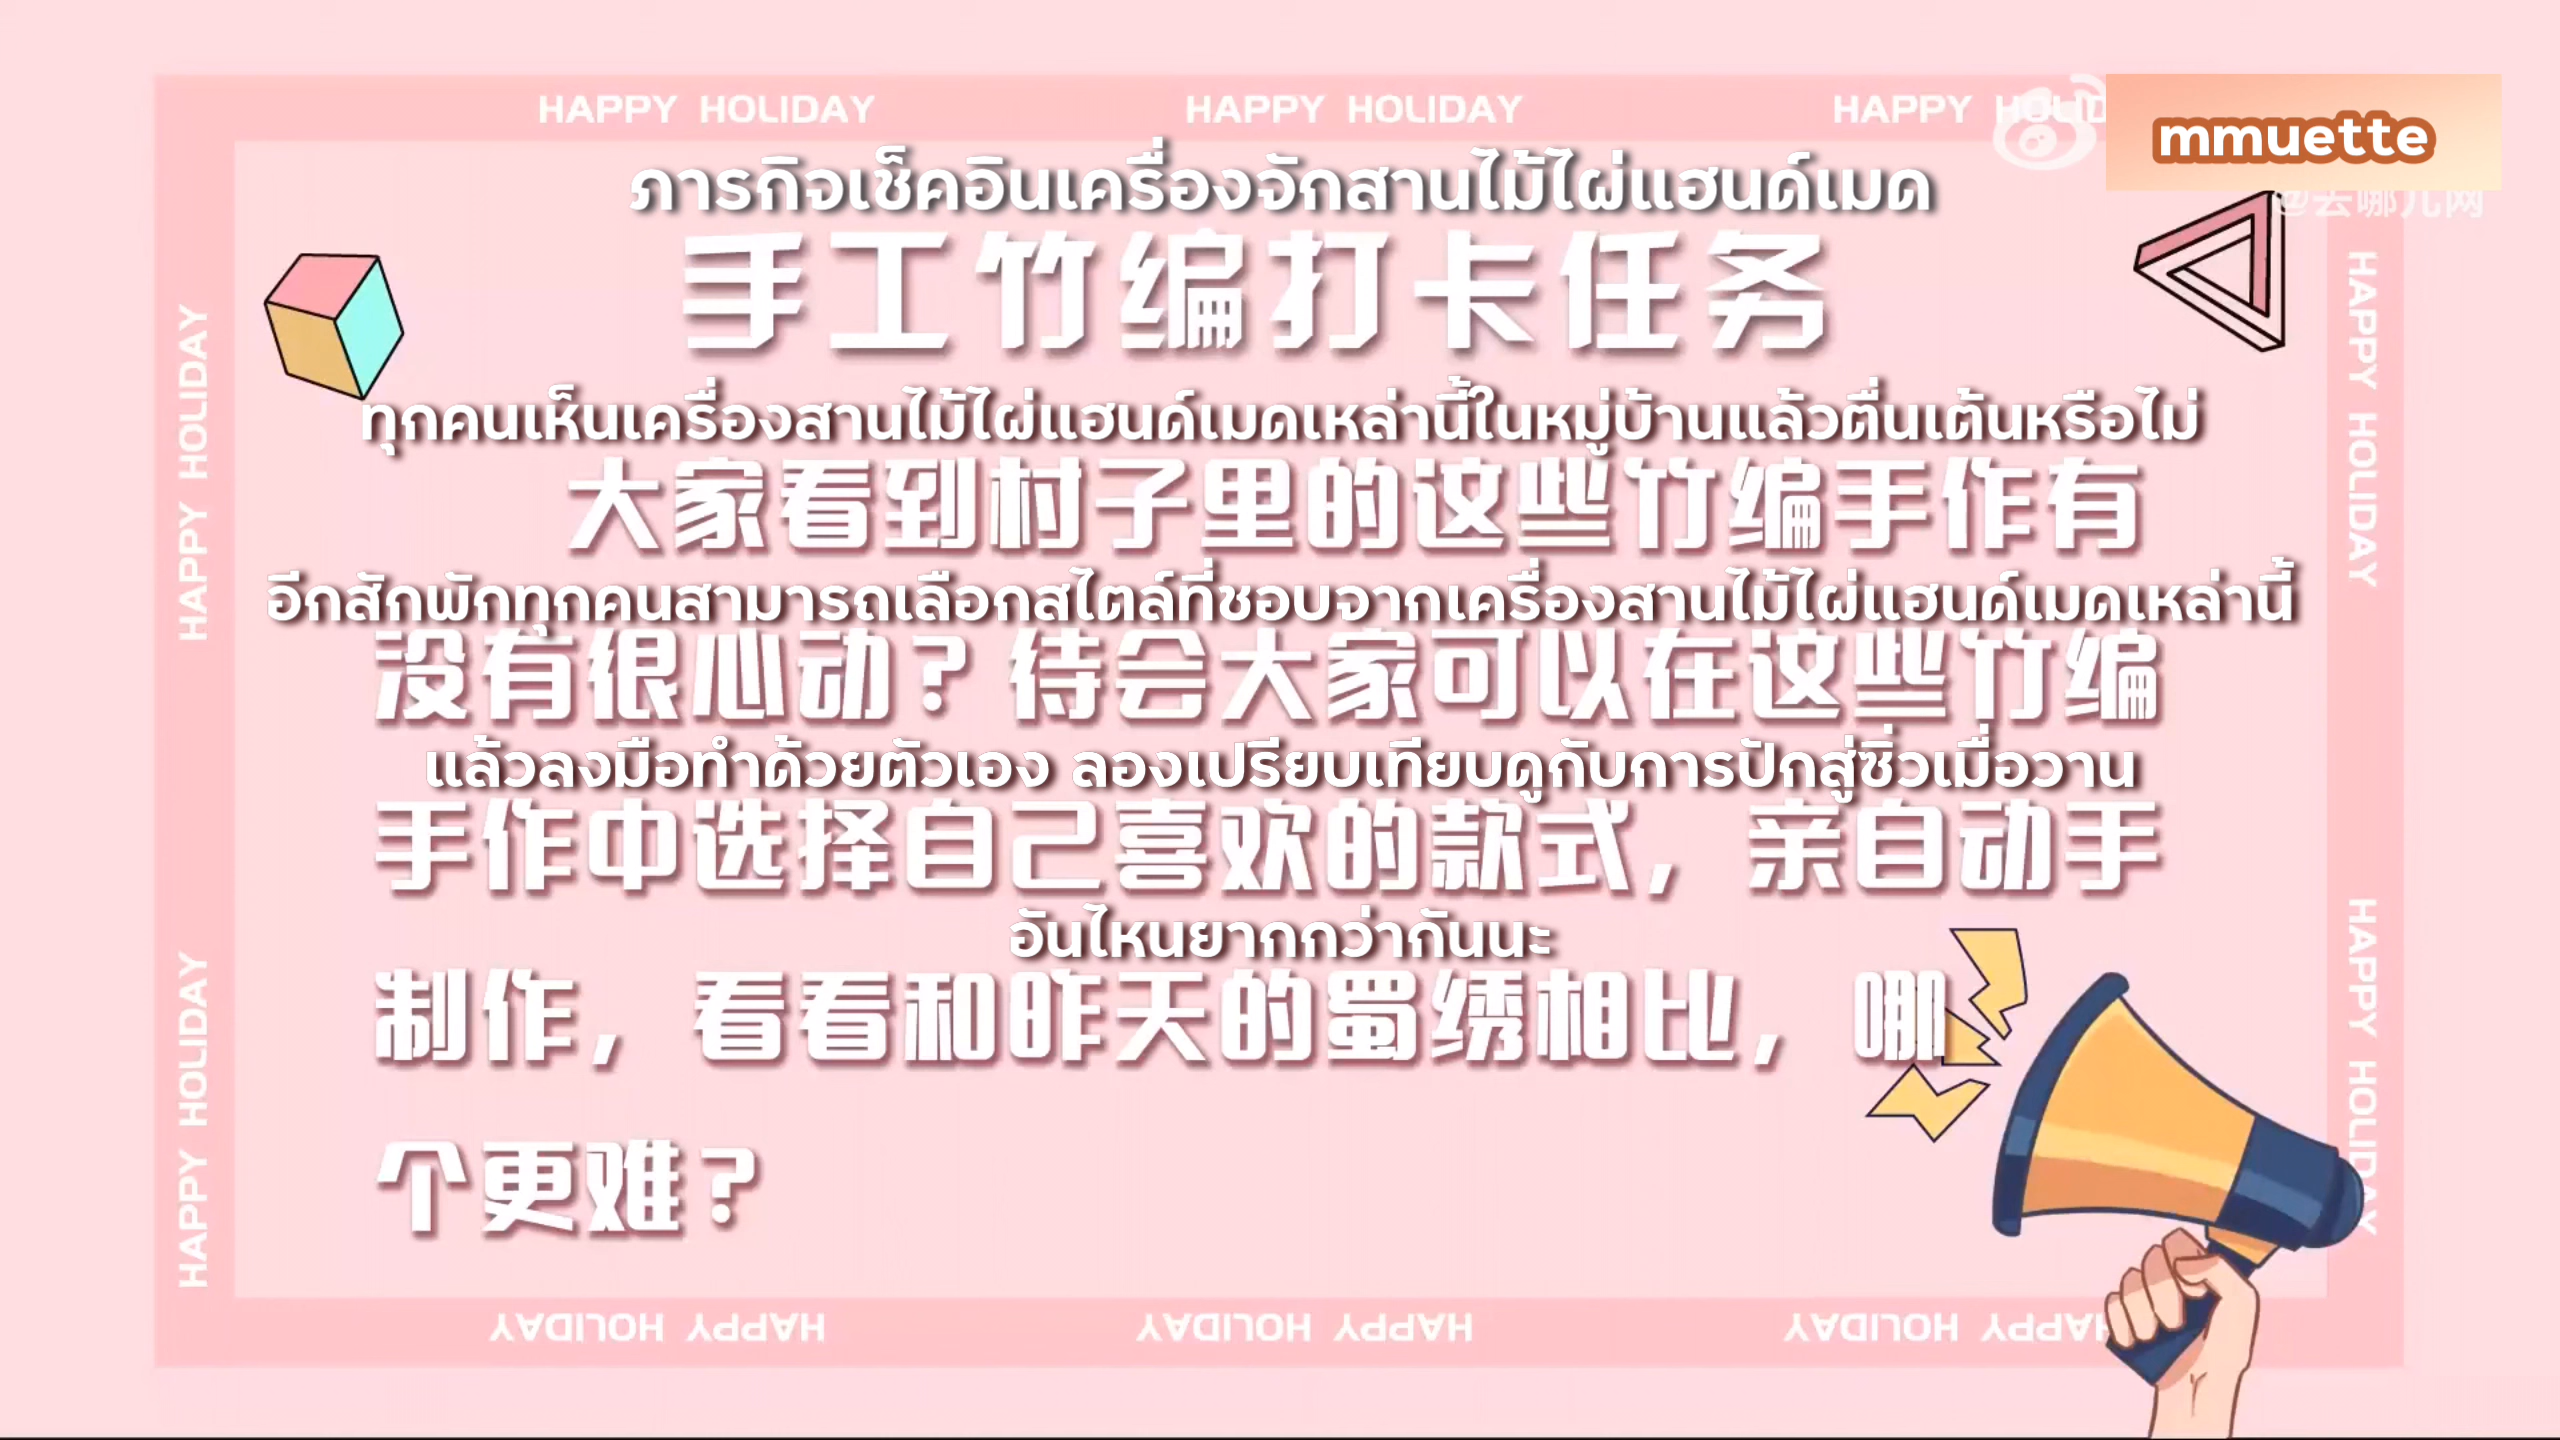 HAPPY HOLIDAY HAPPY HOLIDAY HAPPY HOLID
mmuette
@去哪儿网
ภารกิจเช็คอินเครื่องจักสานไม้ไผ่แฮนด์เมด
手工竹编打卡任务
ทุกคนเห็นเครื่องสานไม้ไผ่แฮนด์เมดเหล่านี้ในหมู่บ้านแล้วตื่นเต้นหรือไม่
大家看到村子里的这些竹编手作有
อีกสักพักทุกคนสามารถเลือกสไตล์ที่ชอบจากเครื่องสานไม้ไผ่แฮนด์เมดเหล่านี้
没有很心动？待会大家可以在这些竹编
แล้วลงมือทำด้วยตัวเอง ลองเปรียบเทียบดูกับการปักสู่ซิ่วเมื่อวาน
手作中选择自己喜欢的款式，亲自动手
อันไหนยากกว่ากันนะ
制作，看看和昨天的蜀绣相比，哪
个更难？
HAPPY HOLIDAY HAPPY HOLIDAY
HAPPY HOLIDAY HAPPY HOLIDAY
HAPPY HOLIDAY HAPPY HOLIDAY HAPPY HOLIDAY